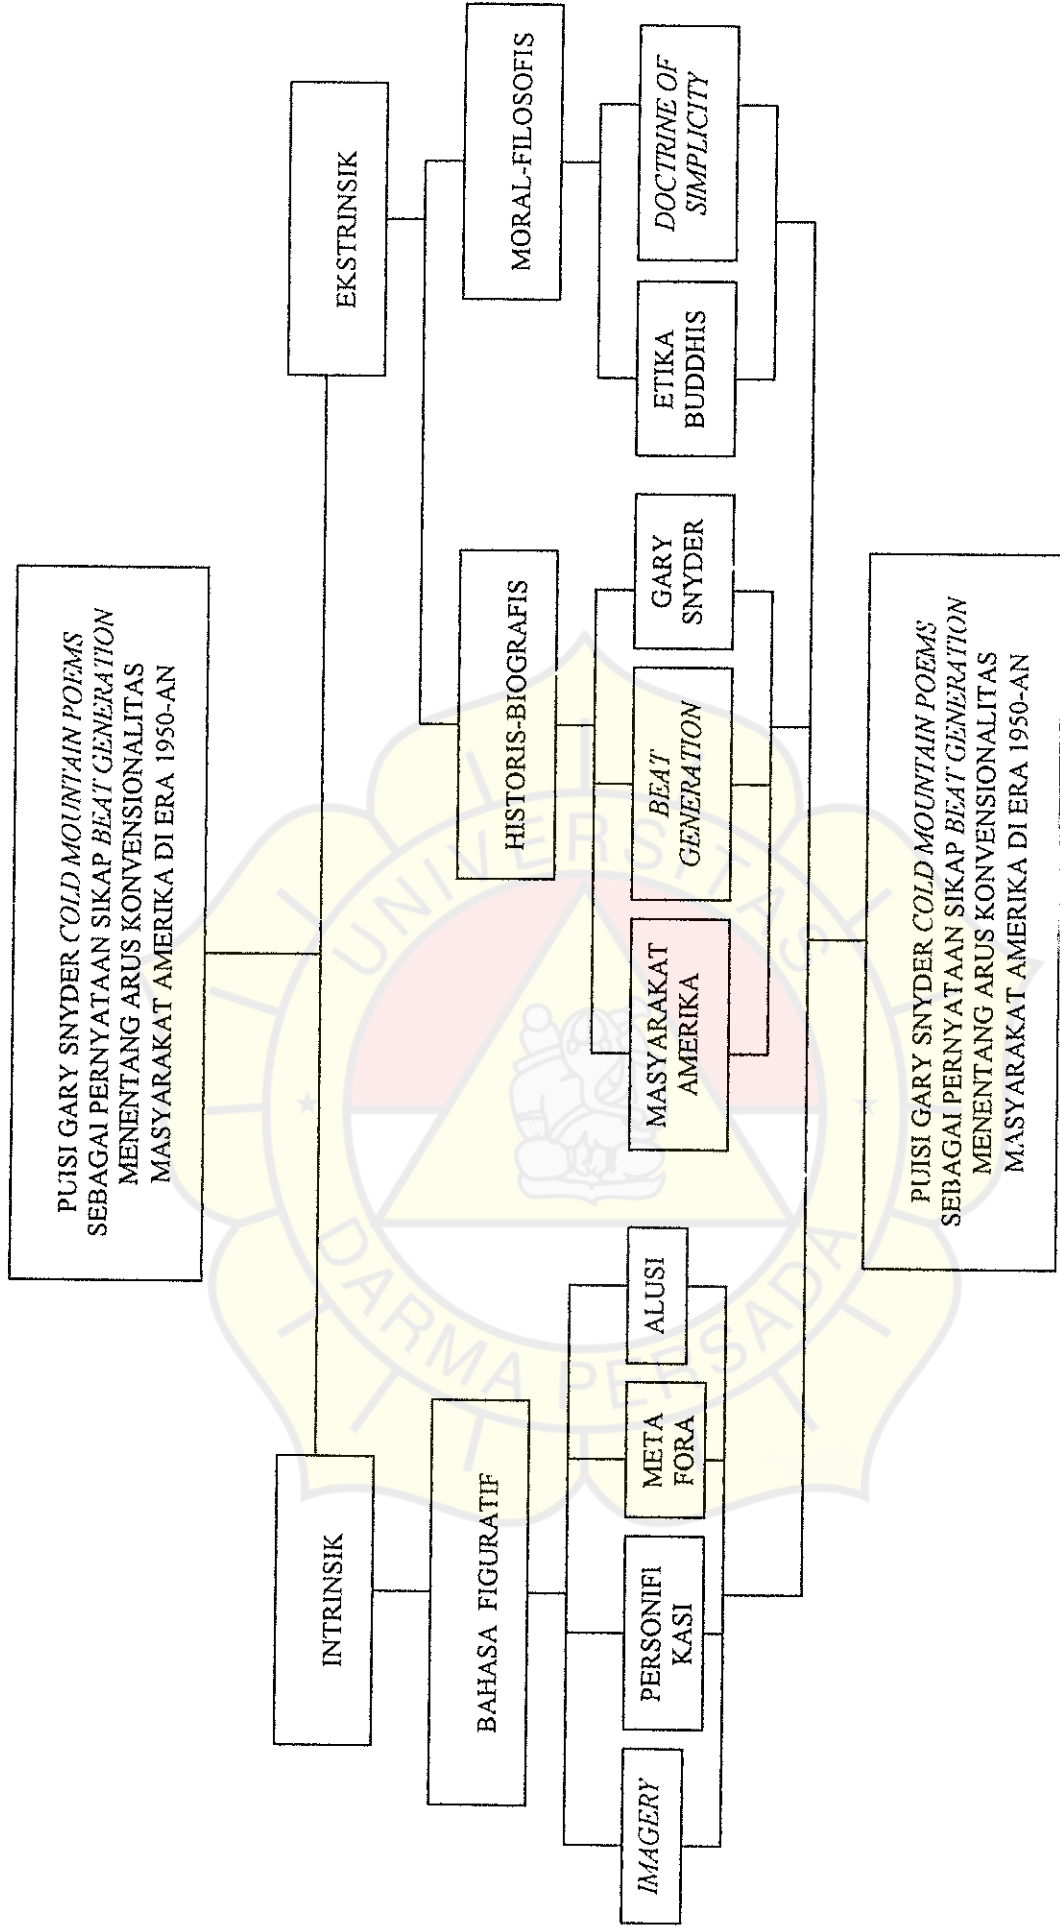 PUISI GARY SNYDER COLD MOUNTAIN POEMS
SEBAGAI PERNYATAAN SIKAP BEAT GENERATION
MENENTANG ARUS KONVENSIONALITAS
MASYARAKAT AMERIKA DI ERA 1950-AN
INTRINSIK
EKSTRINSIK
BAHASA FIGURATIF
HISTORIS-BIOGRAFIS
MORAL-FILOSOFIS
IMAGERY
PERSONIFI
KASI
META
FORA
ALUSI
MASYARAKAT
AMERIKA
BEAT
GENERATION
GARY
SNYDER
ETIKA
BUDDHIS
DOCTRINE OF
SIMPLICITY
PUISI GARY SNYDER COLD MOUNTAIN POEMS
SEBAGAI PERNYATAAN SIKAP BEAT GENERATION
MENENTANG ARUS KONVENSIONALITAS
MASYARAKAT AMERIKA DI ERA 1950-AN
UNIVERSITAS
DARMA PERSADA